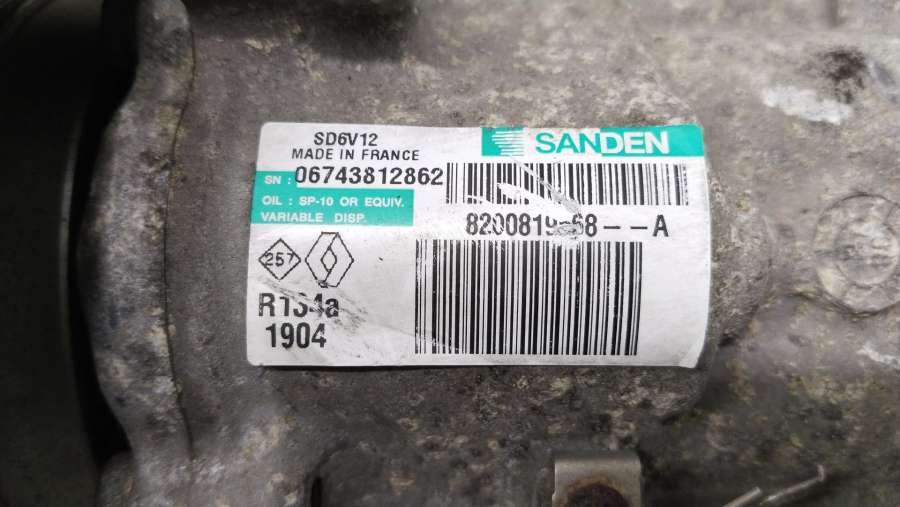 SD6V12
MADE IN FRANCE
SANDEN
SN : 06743812862
OIL : SP-10 OR EQUIV.
VARIABLE DISP.
257
R134a
1904